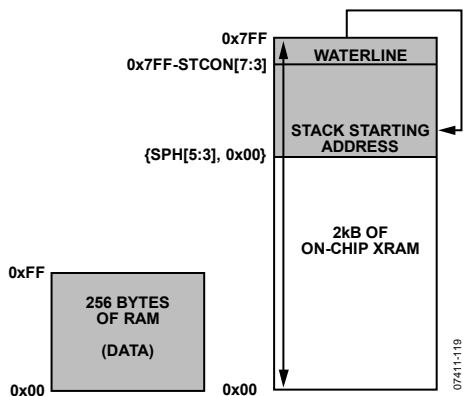 0x7FF
WATERLINE
0x7FF-STCON[7:3]
STACK STARTING
ADDRESS
{SPH[5:3], 0x00}
2kB OF
ON-CHIP XRAM
0xFF
256 BYTES
OF RAM
(DATA)
0x00
0x00
07411-119